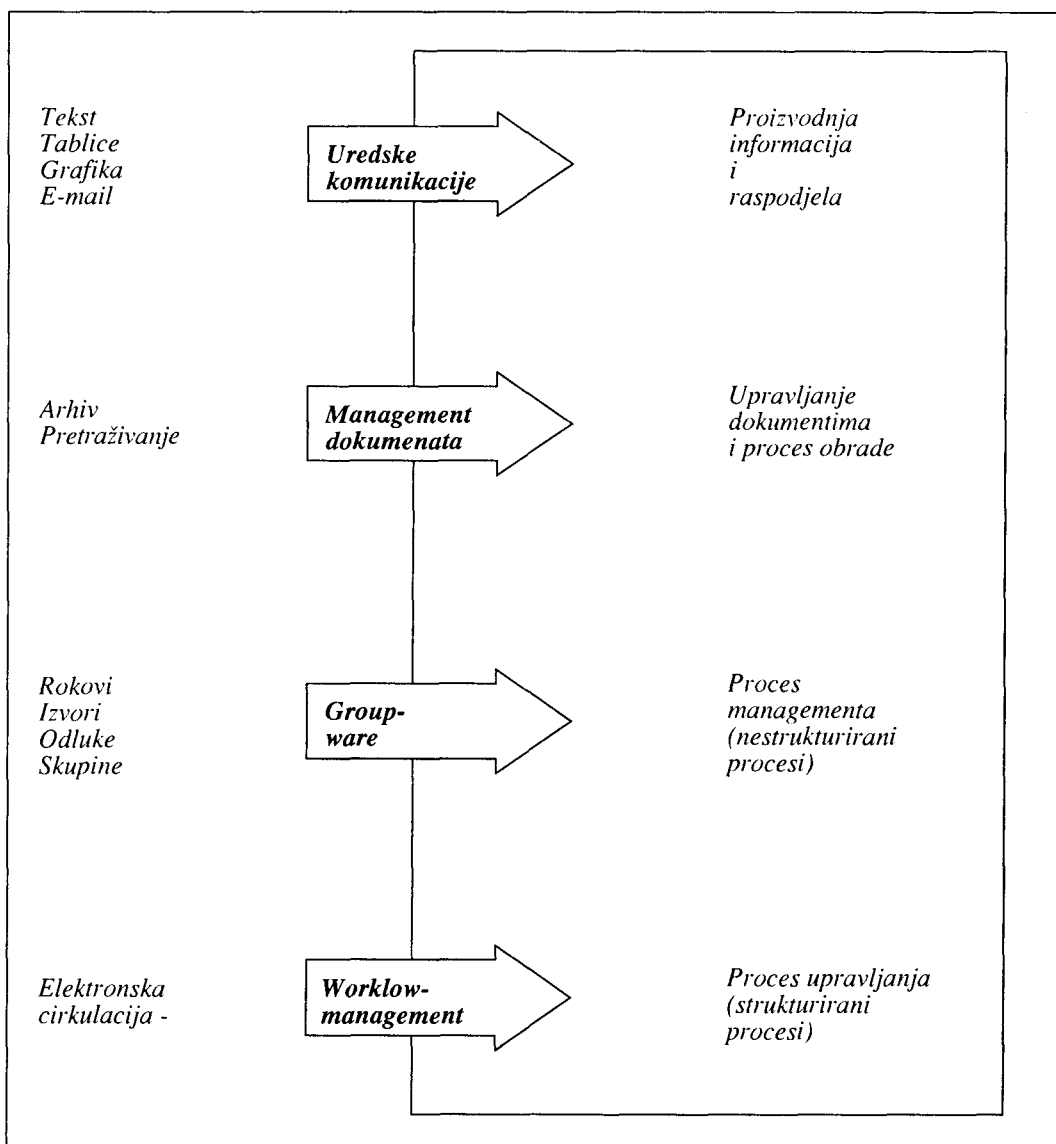 Tekst
Tablice
Grafika
E-mail
Uredske
komunikacije
Proizvodnja
informacija
i
raspodjela
Arhiv
Pretraživanje
Management
dokumenata
Upravljanje
dokumentima
i proces obrade
Rokovi
Izvori
Odluke
Skupine
Group-
ware
Proces
managementa
(nestrukturirani
procesi)
Elektronska
cirkulacija -
Worklow-
management
Proces upravljanja
(strukturirani
procesi)